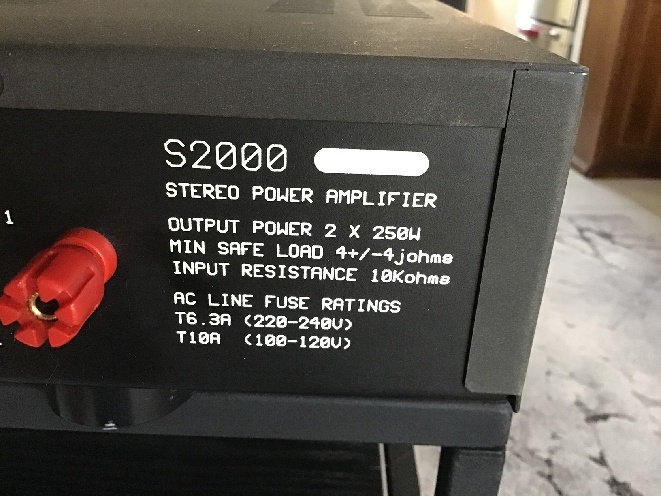 S2000
STEREO POWER AMPLIFIER
1
OUTPUT POWER 2 X 250W
MIN SAFE LOAD 4+/-4johms
INPUT RESISTANCE 10Kohms
AC LINE FUSE RATINGS
T6.3A (220-240V)
T10A (100-120V)